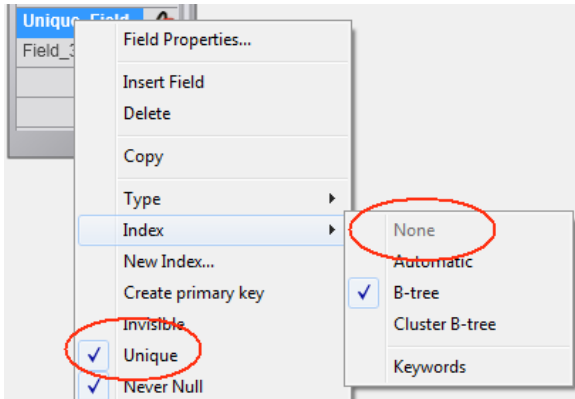 Unique_Field
Field_3
Field Properties...
Insert Field
Delete
Copy
Type
Index
New Index...
Create primary key
Invisible
Unique
Never Null
None
Automatic
B-tree
Cluster B-tree
Keywords